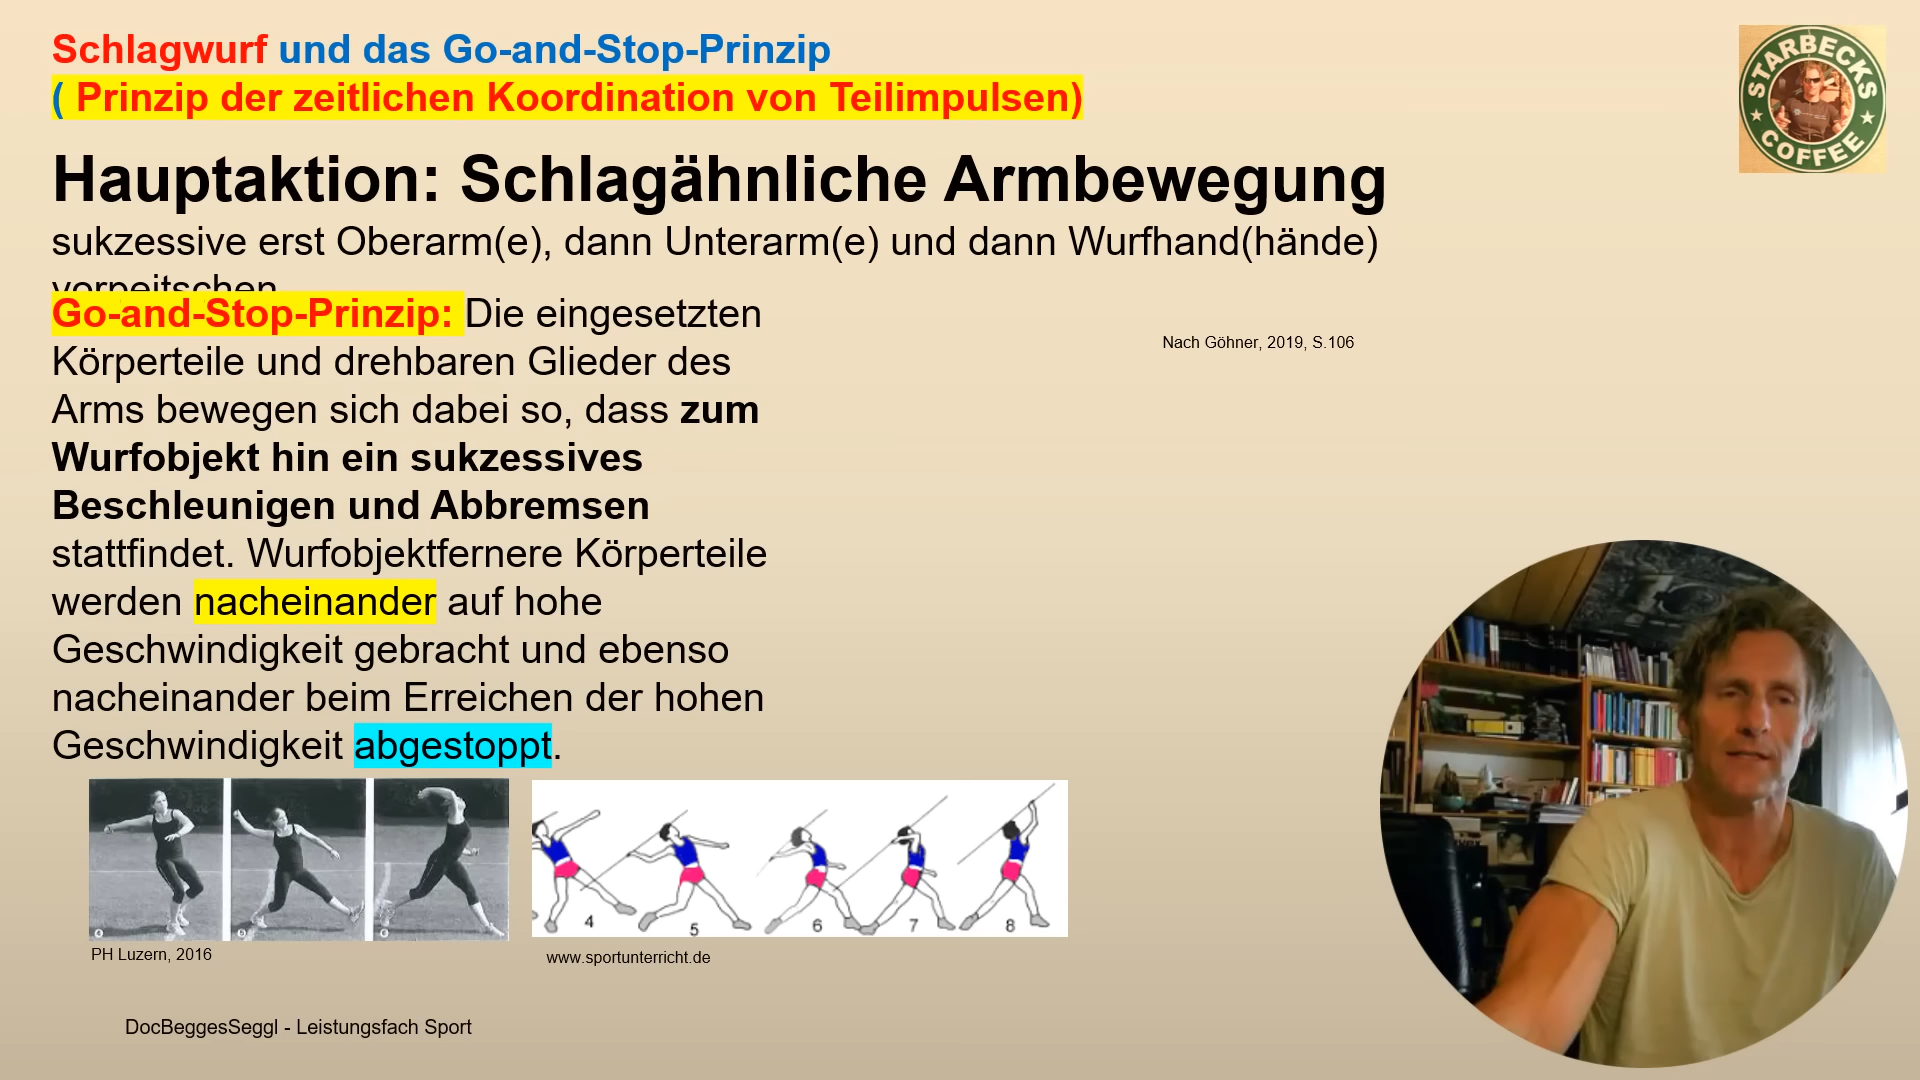 Schlagwurf und das Go-and-Stop-Prinzip
( Prinzip der zeitlichen Koordination von Teilimpulsen)
STARBECKS
COFFEE
Hauptaktion: Schlagähnliche Armbewegung
sukzessive erst Oberarm(e), dann Unterarm(e) und dann Wurfhand(hände)
vorpeitschen
Go-and-Stop-Prinzip: Die eingesetzten
Körperteile und drehbaren Glieder des
Arms bewegen sich dabei so, dass zum
Wurfobjekt hin ein sukzessives
Beschleunigen und Abbremsen
stattfindet. Wurfobjektfernere Körperteile
werden nacheinander auf hohe
Geschwindigkeit gebracht und ebenso
nacheinander beim Erreichen der hohen
Geschwindigkeit abgestoppt.
Nach Göhner, 2019, S.106
4 5 6 7 8
PH Luzern, 2016
www.sportunterricht.de
DocBeggesSeggl - Leistungsfach Sport